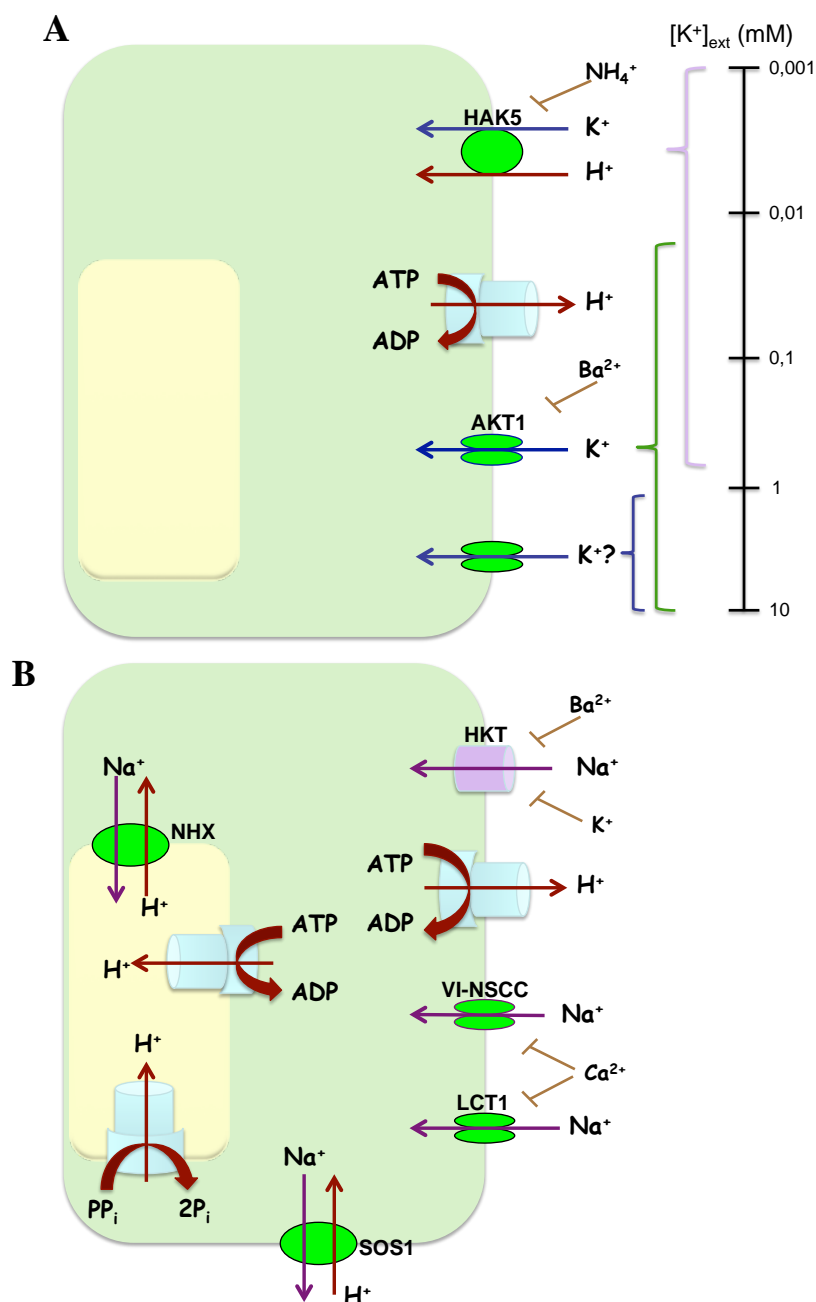 A
[K⁺]ext (mM)
NH₄⁺
0,001
HAK5
K⁺
H⁺
0,01
ATP
H⁺
ADP
0,1
Ba²⁺
AKT1
K⁺
1
K⁺?
10
B
Ba²⁺
HKT
Na⁺
Na⁺
K⁺
NHX
ATP
H⁺
H⁺
ADP
ATP
H⁺
ADP
VI-NSCC
Na⁺
H⁺
Ca²⁺
LCT1
Na⁺
Na⁺
PPᵢ
2Pᵢ
SOS1
H⁺